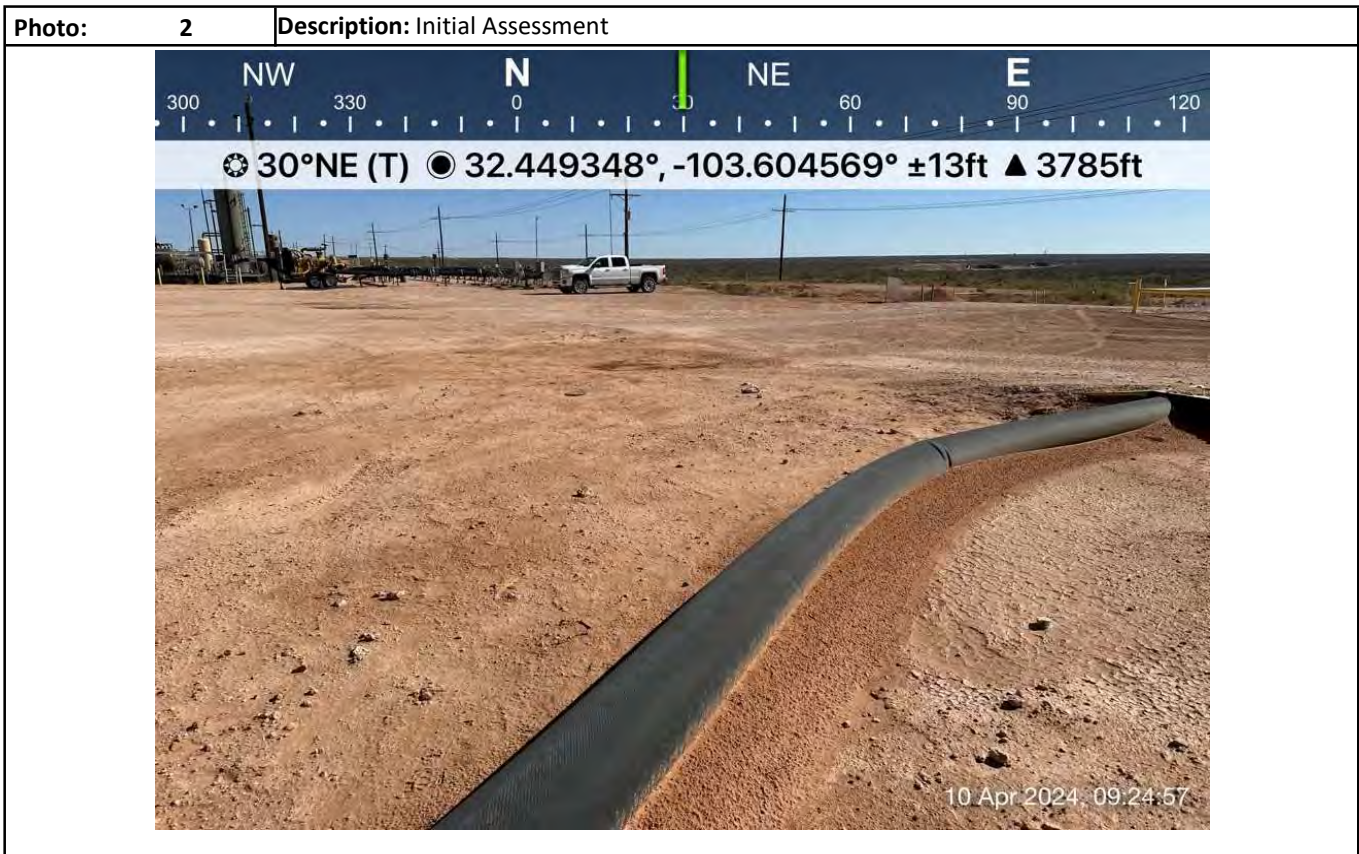 Photo: 2 Description: Initial Assessment
NW N NE E
300 330 0 30 60 90 120
30°NE (T) 32.449348°, -103.604569° ±13ft ▲ 3785ft
10 Apr 2024, 09:24:57